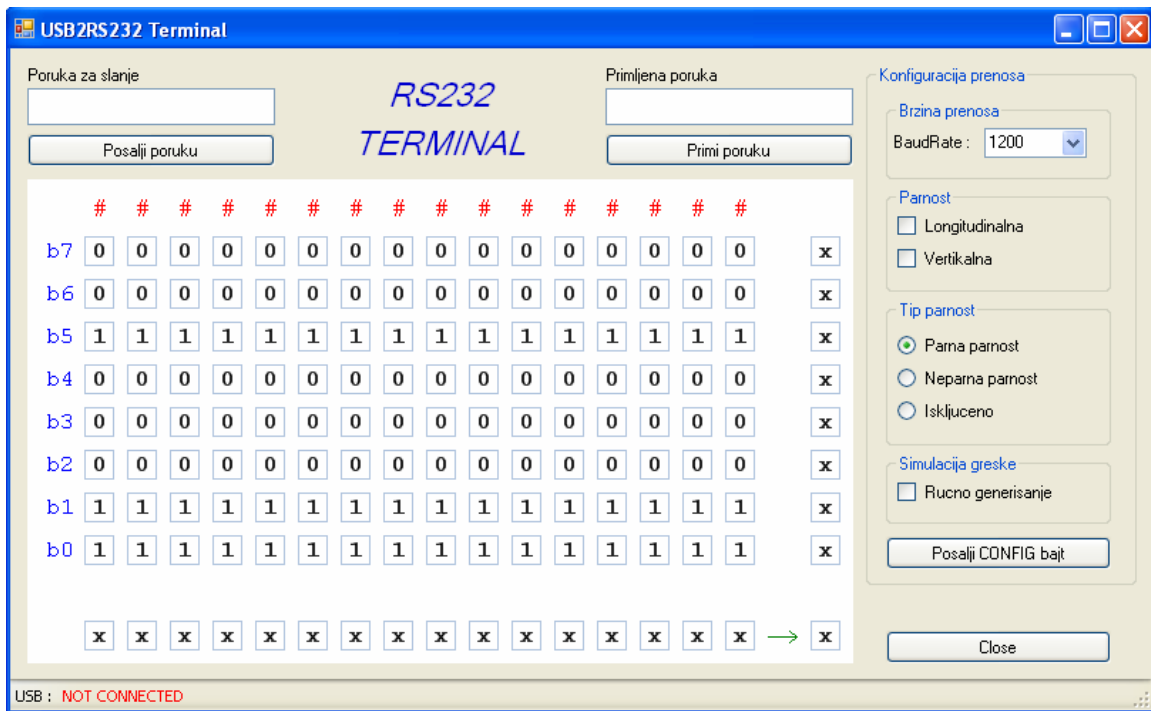 USB2RS232 Terminal
Poruka za slanje
Posalji poruku
RS232
TERMINAL
Primljena poruka
Primi poruku
# # # # # # # # # # # # # # # #
b7 0 0 0 0 0 0 0 0 0 0 0 0 0 0 0 0 x
b6 0 0 0 0 0 0 0 0 0 0 0 0 0 0 0 0 x
b5 1 1 1 1 1 1 1 1 1 1 1 1 1 1 1 1 x
b4 0 0 0 0 0 0 0 0 0 0 0 0 0 0 0 0 x
b3 0 0 0 0 0 0 0 0 0 0 0 0 0 0 0 0 x
b2 0 0 0 0 0 0 0 0 0 0 0 0 0 0 0 0 x
b1 1 1 1 1 1 1 1 1 1 1 1 1 1 1 1 1 x
b0 1 1 1 1 1 1 1 1 1 1 1 1 1 1 1 1 x
x x x x x x x x x x x x x x x x → x
Konfiguracija prenosa
Brzina prenosa
BaudRate : 1200
Parnost
Longitudinalna
Vertikalna
Tip parnost
Parna parnost
Neparna parnost
Iskljuceno
Simulacija greske
Rucno generisanje
Posalji CONFIG bajt
Close
USB : NOT CONNECTED